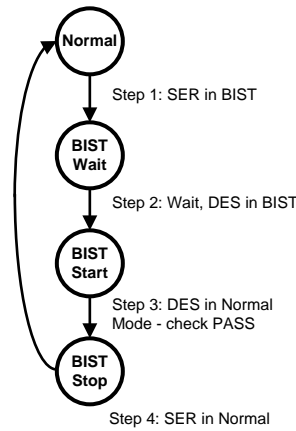 Normal
Step 1: SER in BIST
BIST
Wait
Step 2: Wait, DES in BIST
BIST
Start
Step 3: DES in Normal
Mode - check PASS
BIST
Stop
Step 4: SER in Normal